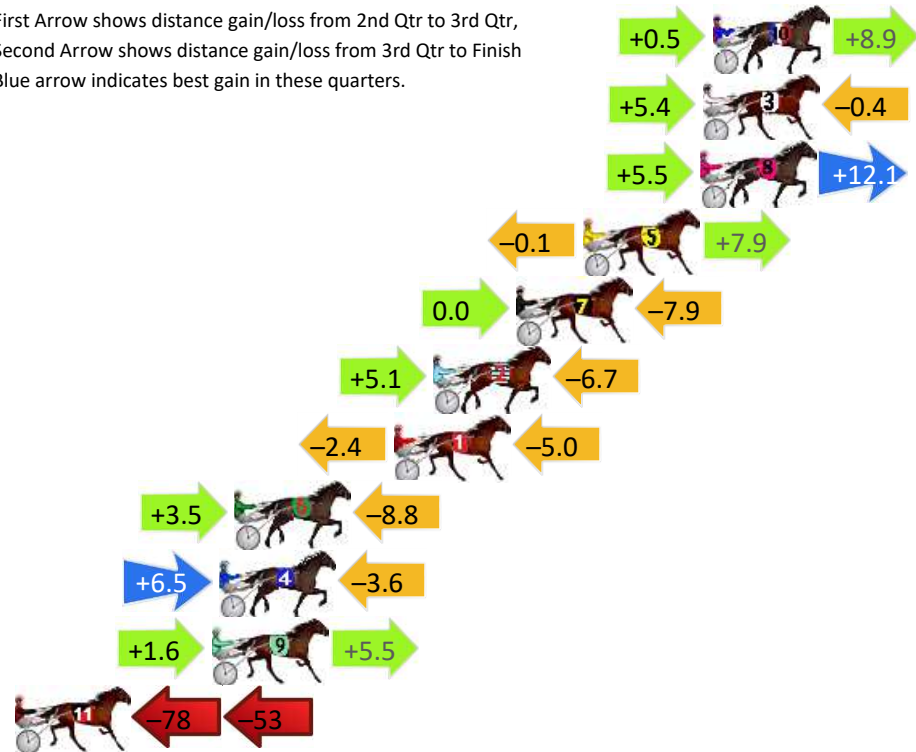 First Arrow shows distance gain/loss from 2nd Qtr to 3rd Qtr,
Second Arrow shows distance gain/loss from 3rd Qtr to Finish
Blue arrow indicates best gain in these quarters.
+0.5 10 +8.9
+5.4 3 –0.4
+5.5 8 +12.1
–0.1 5 +7.9
0.0 7 –7.9
+5.1 2 –6.7
–2.4 1 –5.0
+3.5 6 –8.8
+6.5 4 –3.6
+1.6 9 +5.5
11 –78 –53